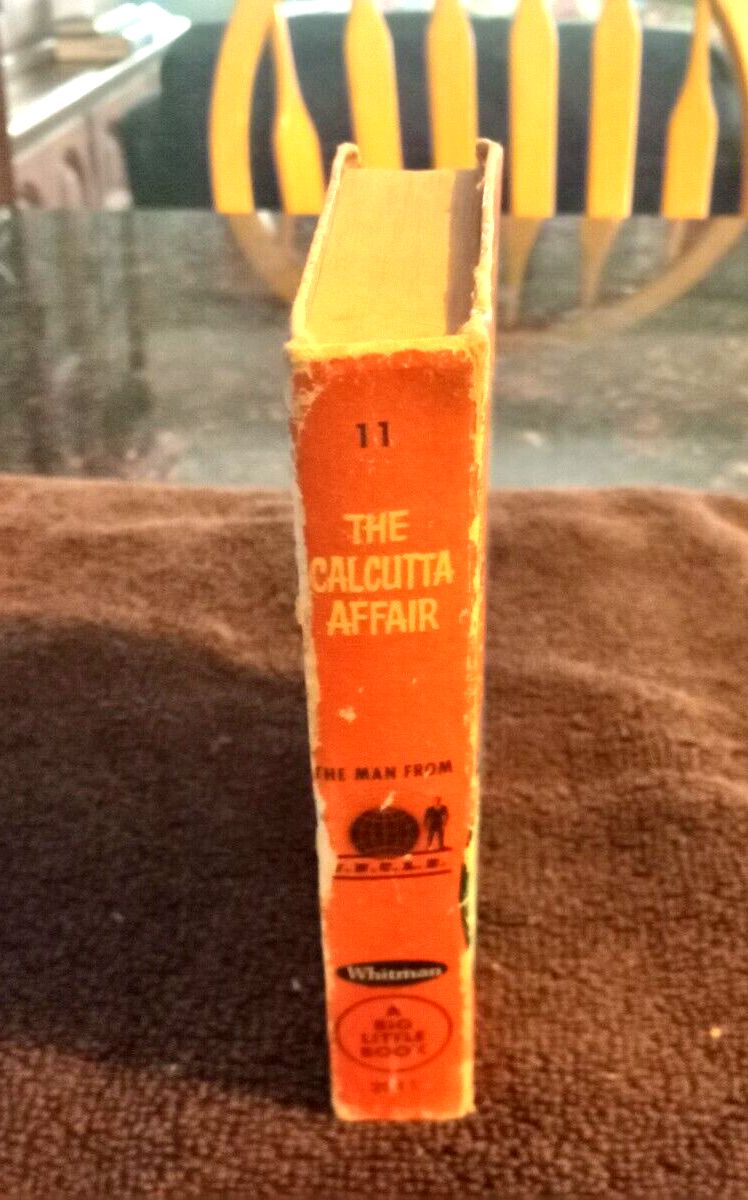 11
THE
CALCUTTA
AFFAIR
THE MAN FROM
Whitman
A
BIG
LITTLE
BOOK